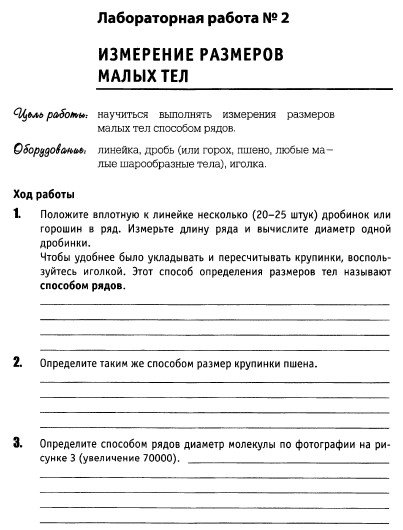 Лабораторная работа № 2
ИЗМЕРЕНИЕ РАЗМЕРОВ
МАЛЫХ ТЕЛ
Цель работы: научиться выполнять измерения размеров
малых тел способом рядов.
Оборудование: линейка, дробь (или горох, пшено, любые ма-
лые шарообразные тела), иголка.
Ход работы
1. Положите вплотную к линейке несколько (20–25 штук) дробинок или
горошин в ряд. Измерьте длину ряда и вычислите диаметр одной
дробинки.
Чтобы удобнее было укладывать и пересчитывать крупинки, восполь-
зуйтесь иголкой. Этот способ определения размеров тел называют
способом рядов.
2. Определите таким же способом размер крупинки пшена.
3. Определите способом рядов диаметр молекулы по фотографии на ри-
сунке 3 (увеличение 70000).